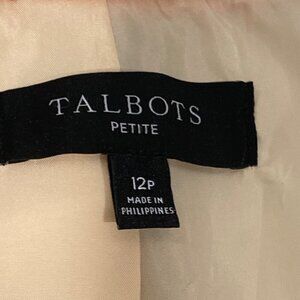 TALBOTS
PETITE
12P
MADE IN
PHILIPPINES